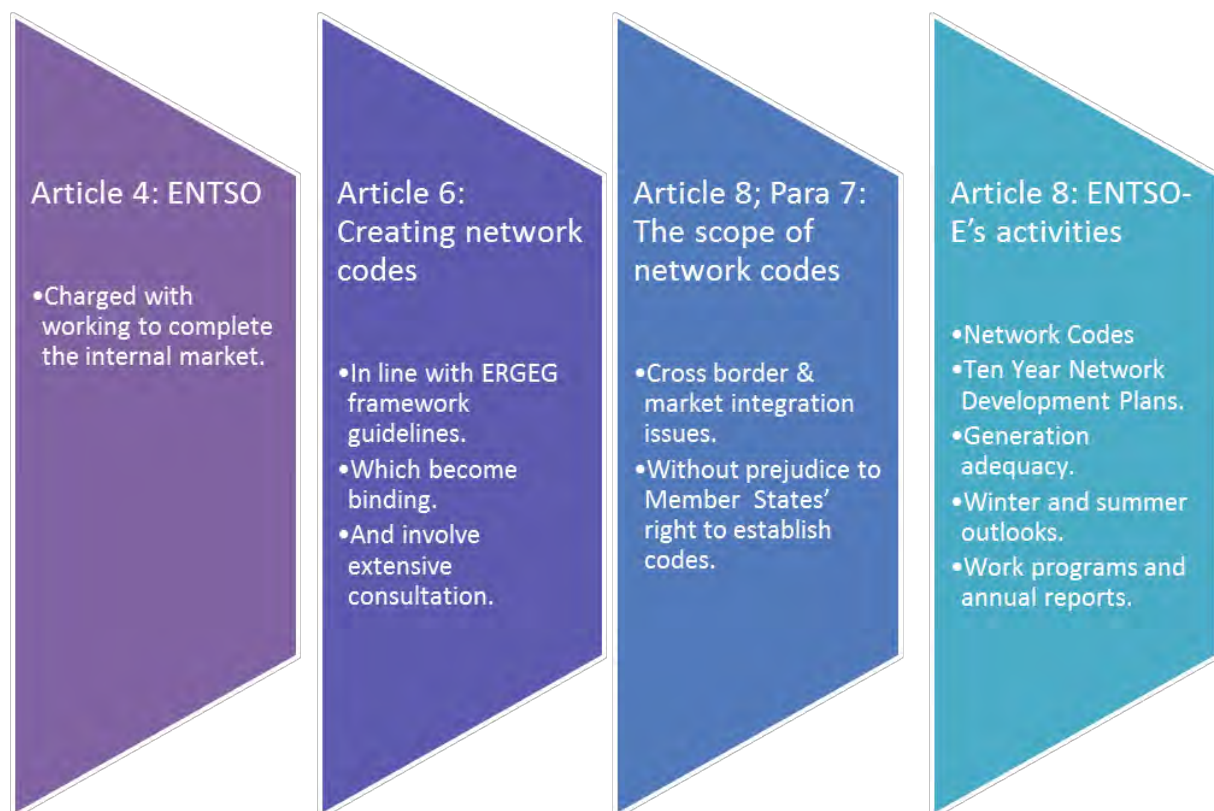 Article 4: ENTSO
•Charged with
working to complete
the internal market.
Article 6:
Creating network
codes
•In line with ERGEG
framework
guidelines.
•Which become
binding.
•And involve
extensive
consultation.
Article 8; Para 7:
The scope of
network codes
•Cross border &
market integration
issues.
•Without prejudice to
Member States'
right to establish
codes.
Article 8: ENTSO-
E's activities
•Network Codes
•Ten Year Network
Development Plans.
•Generation
adequacy.
•Winter and summer
outlooks.
•Work programs and
annual reports.